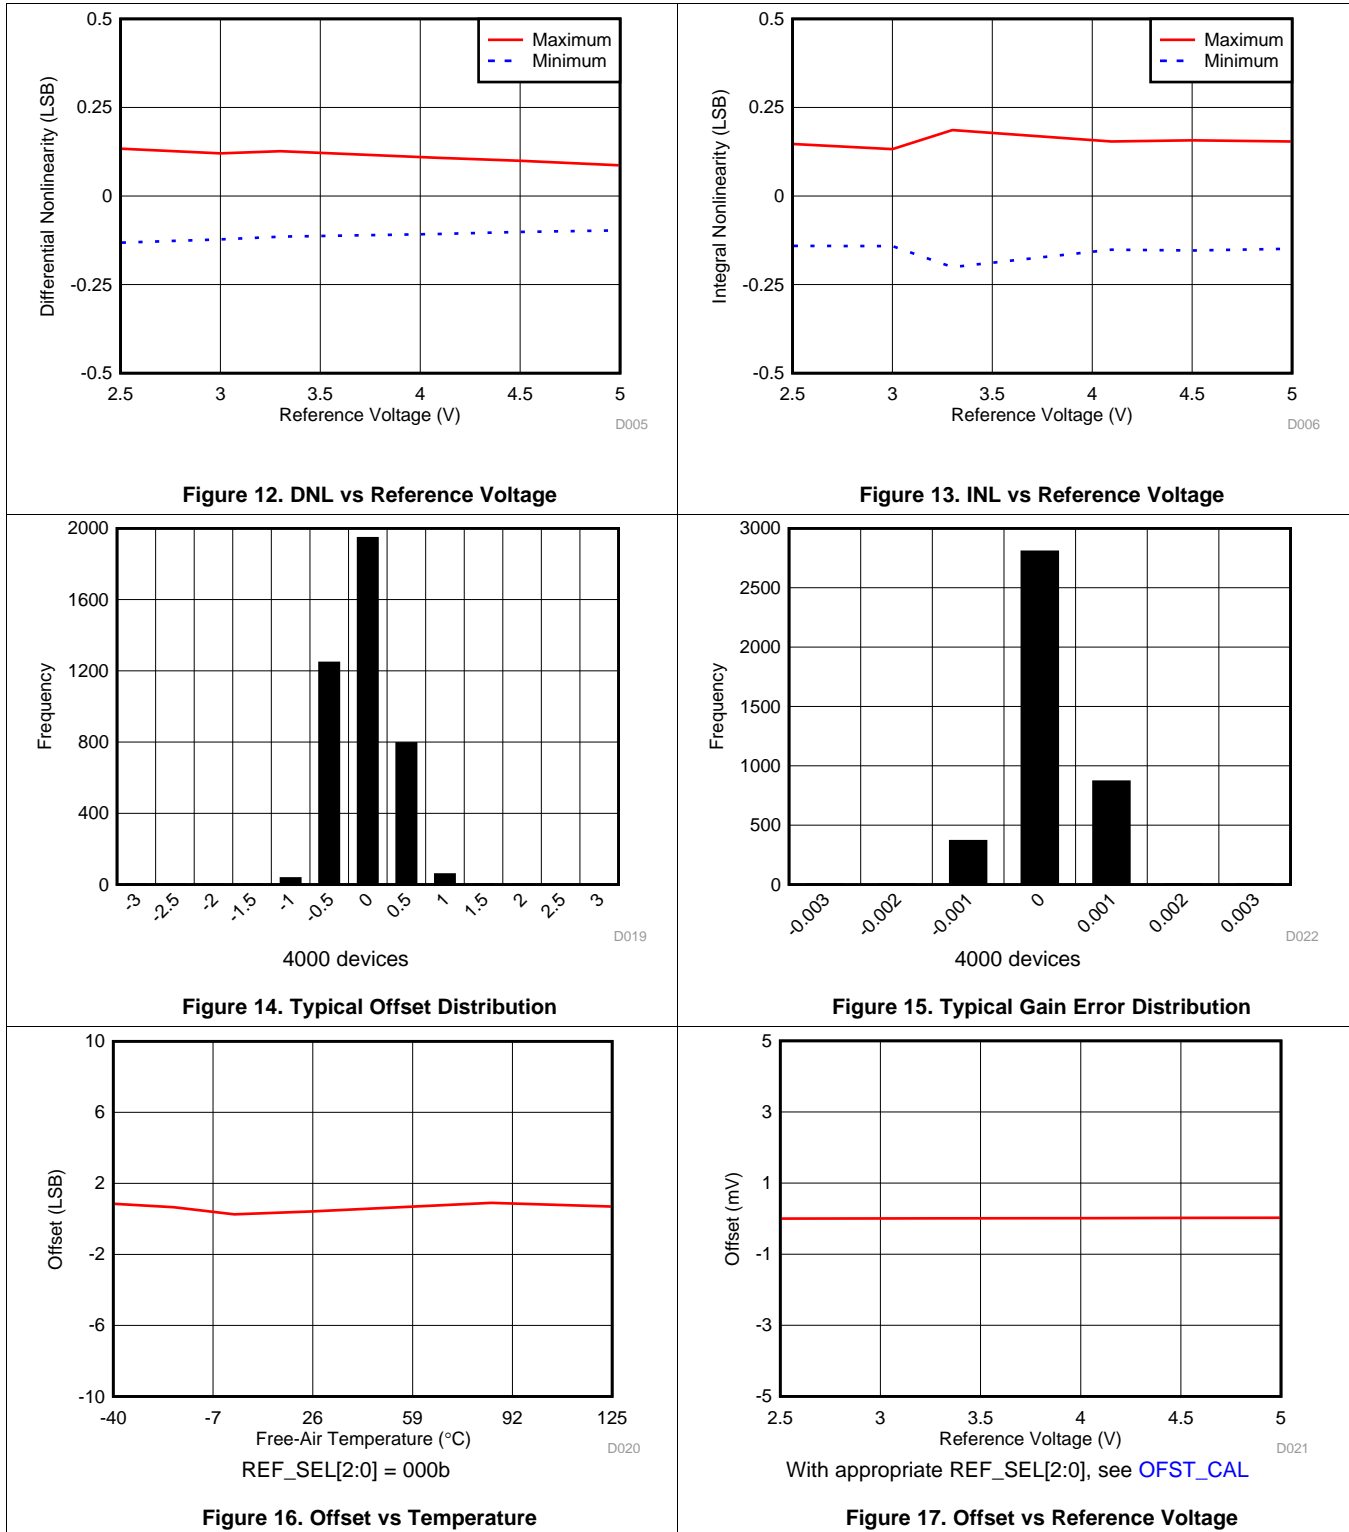 0.5
0.25
0
-0.25
-0.5
Differential Nonlinearity (LSB)
Maximum
Minimum
2.5 3 3.5 4 4.5 5
Reference Voltage (V)
D005
Figure 12. DNL vs Reference Voltage
0.5
0.25
0
-0.25
-0.5
Integral Nonlinearity (LSB)
Maximum
Minimum
2.5 3 3.5 4 4.5 5
Reference Voltage (V)
D006
Figure 13. INL vs Reference Voltage
2000
1600
1200
800
400
0
Frequency
-3 -2.5 -2 -1.5 -1 -0.5 0 0.5 1 1.5 2 2.5 3
D019
4000 devices
Figure 14. Typical Offset Distribution
3000
2500
2000
1500
1000
500
0
Frequency
-0.003 -0.002 -0.001 0 0.001 0.002 0.003
D022
4000 devices
Figure 15. Typical Gain Error Distribution
10
6
2
-2
-6
-10
Offset (LSB)
-40 -7 26 59 92 125
Free-Air Temperature (°C)
D020
REF_SEL[2:0] = 000b
Figure 16. Offset vs Temperature
5
3
1
-1
-3
-5
Offset (mV)
2.5 3 3.5 4 4.5 5
Reference Voltage (V)
D021
With appropriate REF_SEL[2:0], see OFST_CAL
Figure 17. Offset vs Reference Voltage